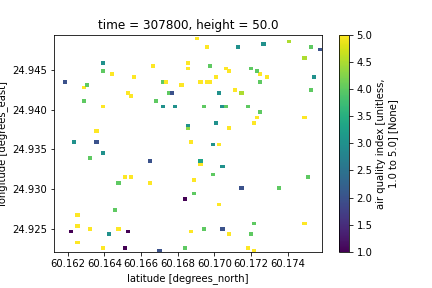 time = 307800, height = 50.0
24.945
24.940
24.935
24.930
24.925
longitude [degrees_east]
60.162 60.164 60.166 60.168 60.170 60.172 60.174
latitude [degrees_north]
5.0
4.5
4.0
3.5
3.0
2.5
2.0
1.5
1.0
air quality index [unitless,
1.0 to 5.0] [None]